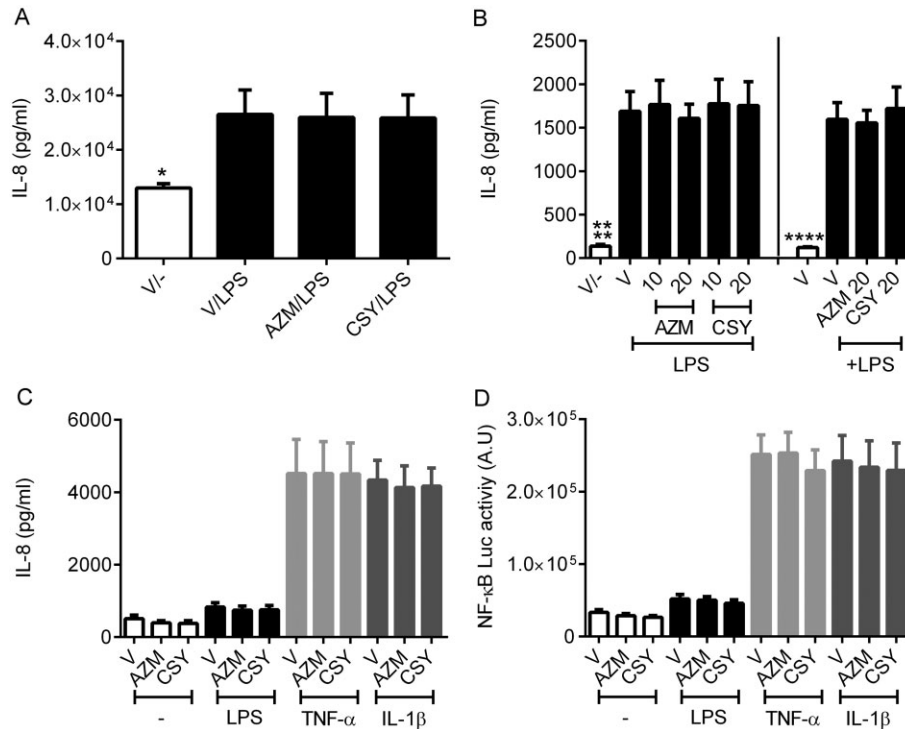 A
IL-8 (pg/ml)
4.0×10⁴
3.0×10⁴
2.0×10⁴
1.0×10⁴
0
*
V/-
V/LPS
AZM/LPS
CSY/LPS
B
IL-8 (pg/ml)
2500
2000
1500
1000
500
0
**
**
****
V/- V 10 20 10 20 V V AZM 20 CSY 20
AZM CSY
LPS +LPS
C
IL-8 (pg/ml)
6000
4000
2000
0
V AZM CSY V AZM CSY V AZM CSY V AZM CSY
- LPS TNF-α IL-1β
D
NF-κB Luc activiy (A.U)
3.0×10⁵
2.0×10⁵
1.0×10⁵
0
V AZM CSY V AZM CSY V AZM CSY V AZM CSY
- LPS TNF-α IL-1β